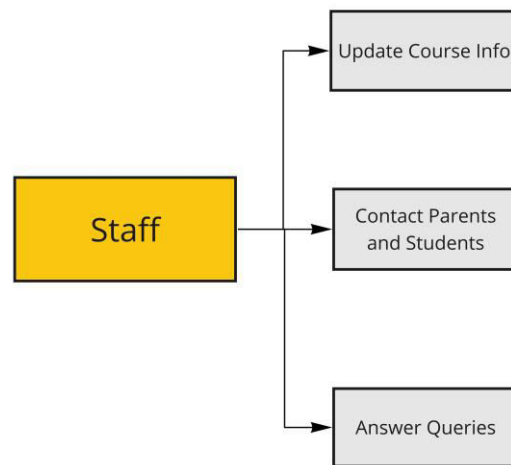 Update Course Info
Staff
Contact Parents
and Students
Answer Queries